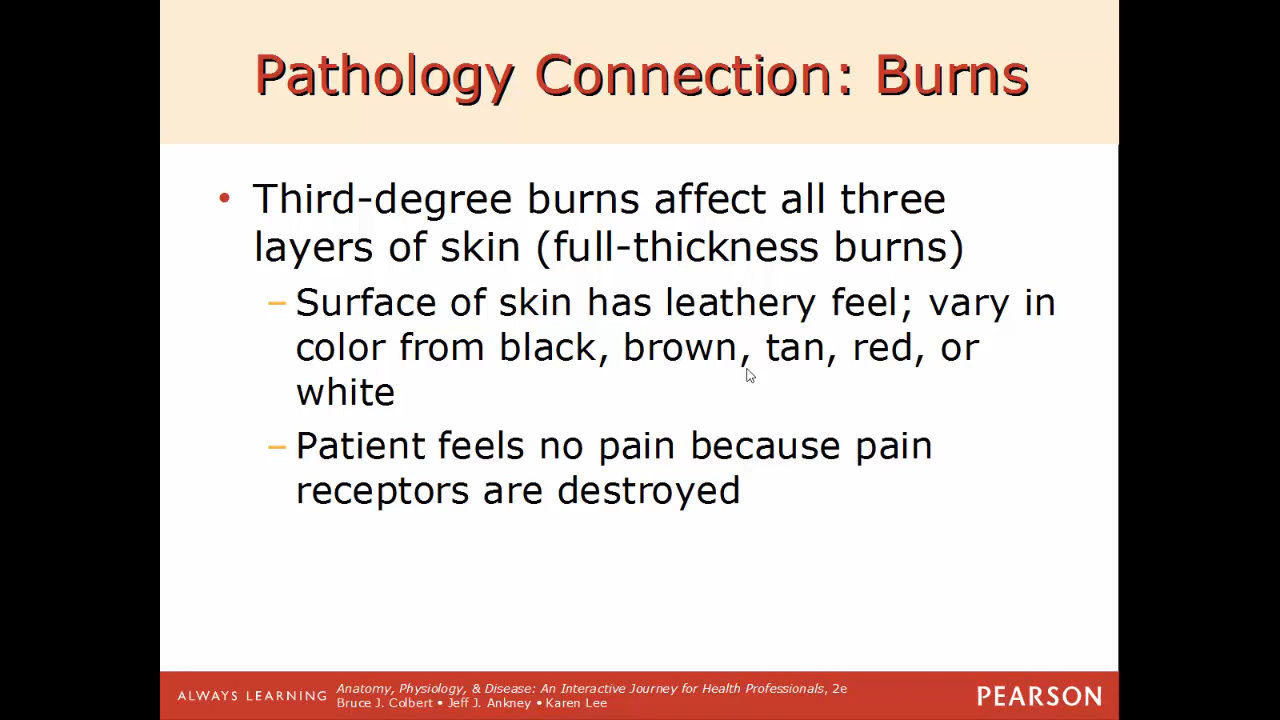 Pathology Connection: Burns
• Third-degree burns affect all three
layers of skin (full-thickness burns)
– Surface of skin has leathery feel; vary in
color from black, brown, tan, red, or
white
– Patient feels no pain because pain
receptors are destroyed
ALWAYS LEARNING
Anatomy, Physiology, & Disease: An Interactive Journey for Health Professionals, 2e
Bruce J. Colbert • Jeff J. Ankney • Karen Lee
PEARSON